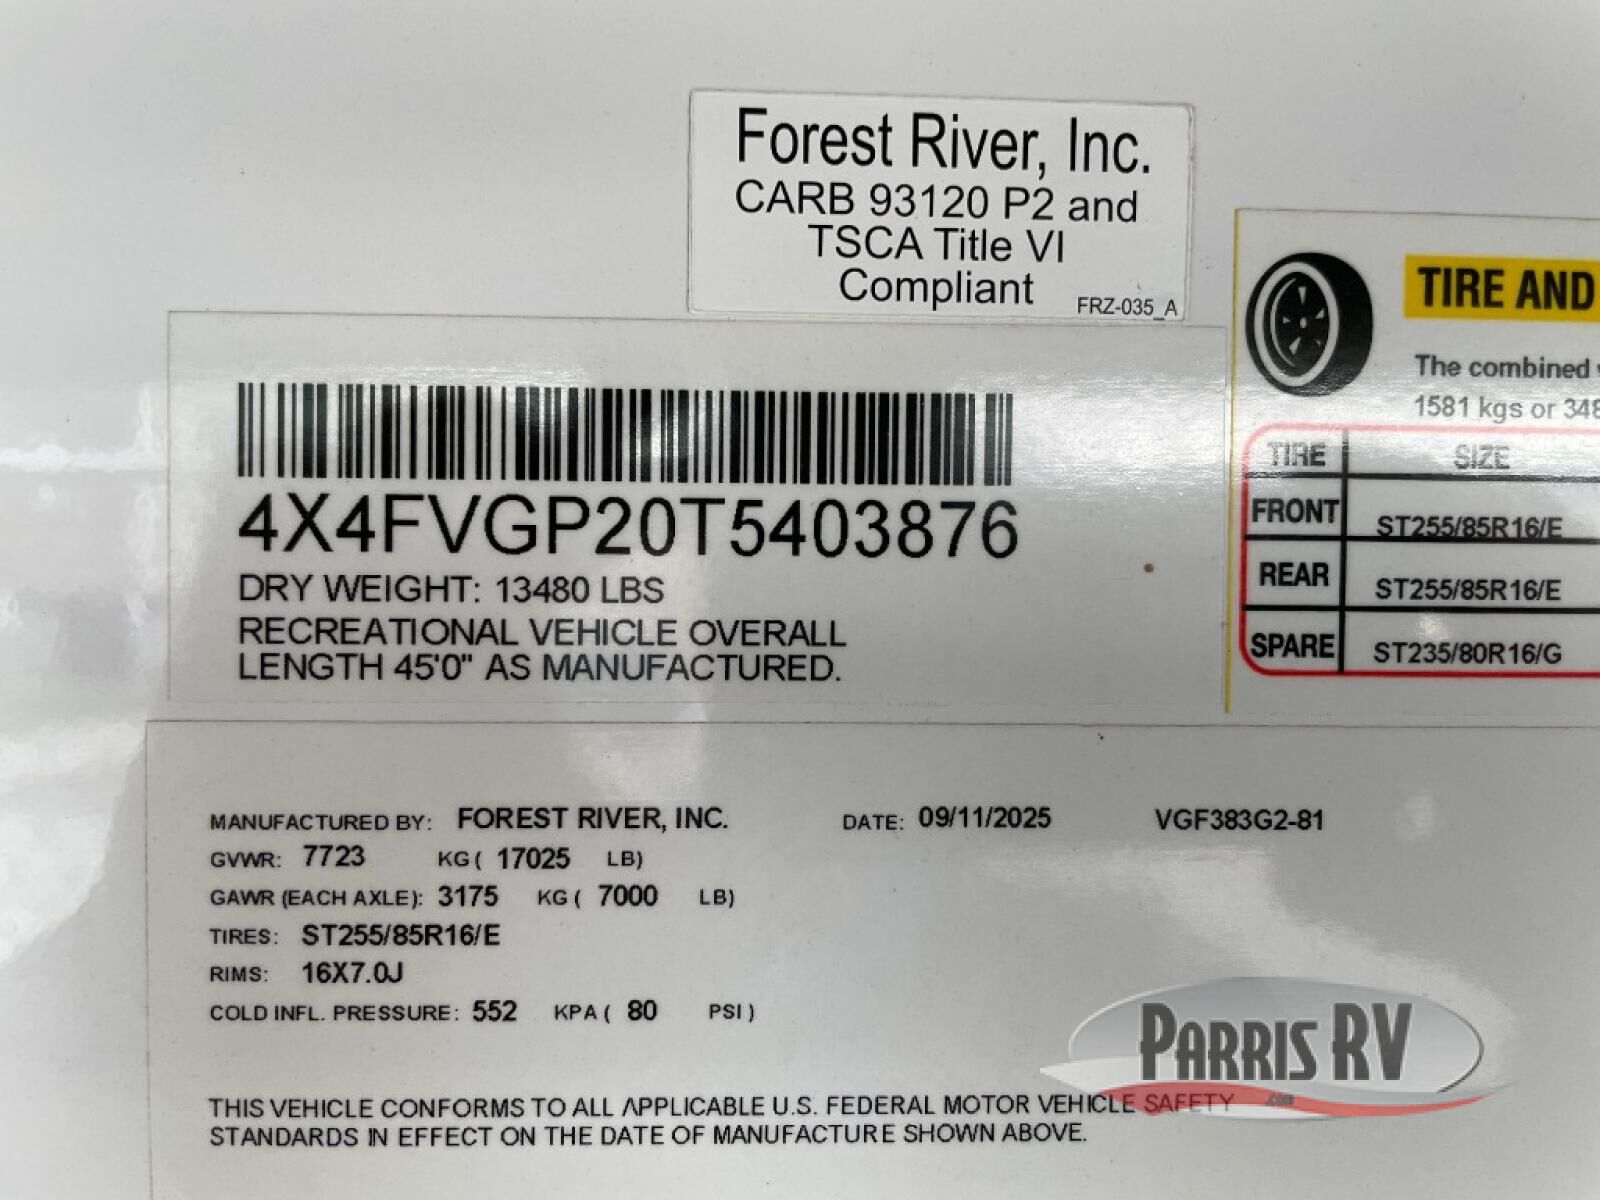 Forest River, Inc.
CARB 93120 P2 and
TSCA Title VI
Compliant
FRZ-035_A
4X4FVGP20T5403876
DRY WEIGHT: 13480 LBS
RECREATIONAL VEHICLE OVERALL
LENGTH 45'0" AS MANUFACTURED.
TIRE AND
The combined
1581 kgs or 348
TIRE SIZE
FRONT ST255/85R16/E
REAR ST255/85R16/E
SPARE ST235/80R16/G
MANUFACTURED BY: FOREST RIVER, INC. DATE: 09/11/2025 VGF383G2-81
GVWR: 7723 KG ( 17025 LB)
GAWR (EACH AXLE): 3175 KG ( 7000 LB)
TIRES: ST255/85R16/E
RIMS: 16X7.0J
COLD INFL. PRESSURE: 552 KPA ( 80 PSI )
THIS VEHICLE CONFORMS TO ALL APPLICABLE U.S. FEDERAL MOTOR VEHICLE SAFETY
STANDARDS IN EFFECT ON THE DATE OF MANUFACTURE SHOWN ABOVE.
PARRIS RV
.com